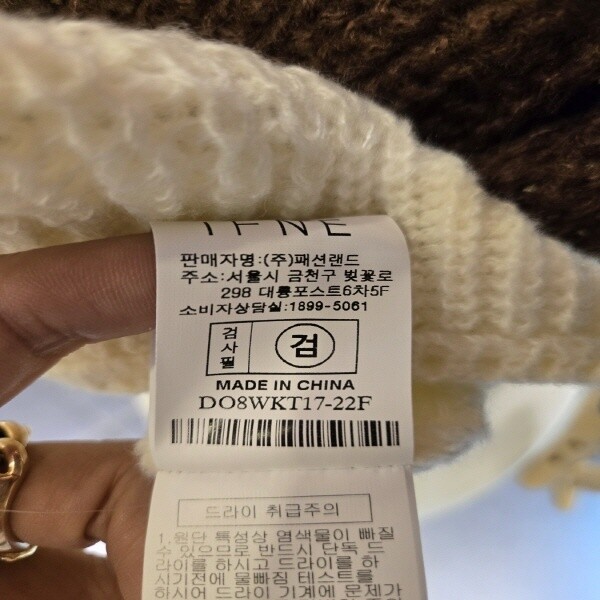 판매자명:(주)패션랜드
주소:서울시 금천구 벚꽃로
298 대륭포스트6차5F
소비자상담실:1899-5061
검사필
검
MADE IN CHINA
DO8WKT17-22F
드라이 취급주의
1.원단 특성상 염색물이 빠질
수 있으므로 반드시 단독 드
라이를 하시고 드라이를 하
시기전에 물빠짐 테스트를
하시어 드라이 기계에 문제가